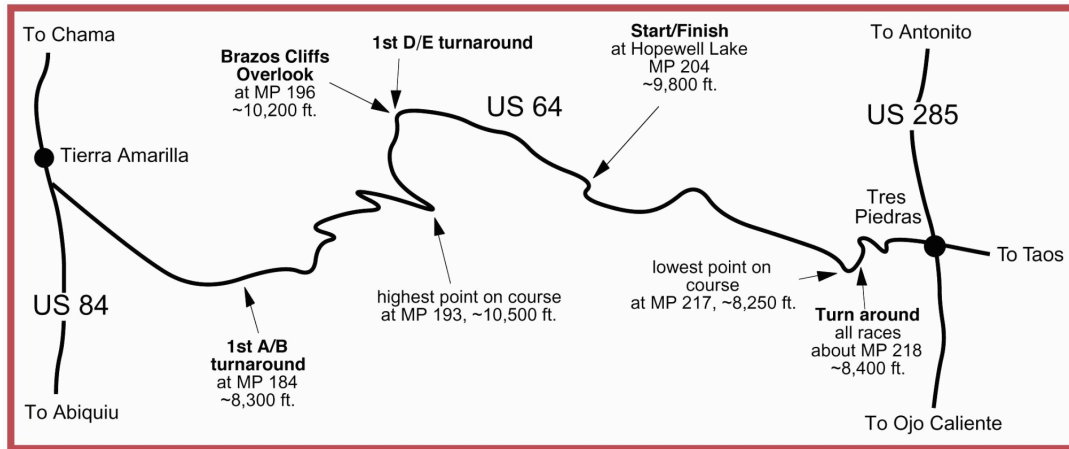 To Chama
Tierra Amarilla
US 84
To Abiquiu
Brazos Cliffs
Overlook
at MP 196
~10,200 ft.
1st D/E turnaround
1st A/B
turnaround
at MP 184
~8,300 ft.
highest point on course
at MP 193, ~10,500 ft.
US 64
Start/Finish
at Hopewell Lake
MP 204
~9,800 ft.
lowest point on
course
at MP 217, ~8,250 ft.
Turn around
all races
about MP 218
~8,400 ft.
To Antonito
US 285
Tres
Piedras
To Taos
To Ojo Caliente